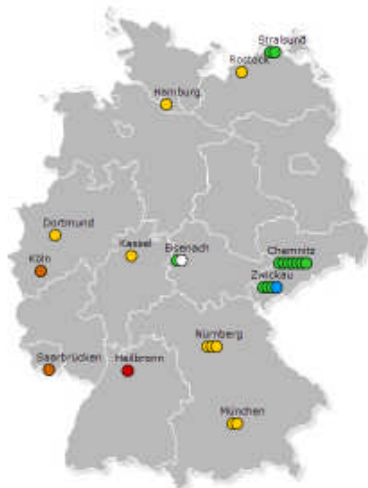 Stralsund
Rostock
Hamburg
Dortmund
Kassel
Eisenach
Chemnitz
Köln
Zwickau
Nürnberg
Saarbrücken
Heilbronn
München